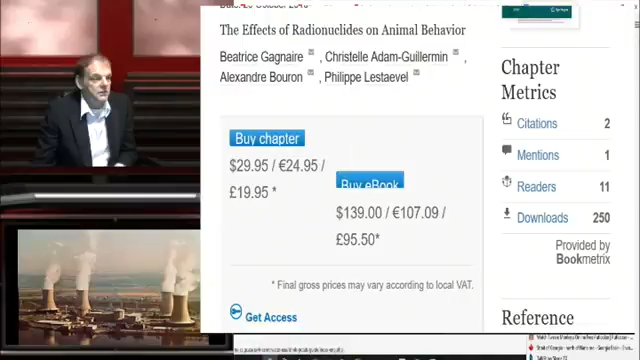 The Effects of Radionuclides on Animal Behavior
Beatrice Gagnaire , Christelle Adam-Guillermin ,
Alexandre Bouron , Philippe Lestaevel
Buy chapter
$29.95 / €24.95 /
£19.95 *
Buy eBook
$139.00 / €107.09 /
£95.50*
* Final gross prices may vary according to local VAT.
Get Access
Chapter
Metrics
Citations 2
Mentions 1
Readers 11
Downloads 250
Provided by
Bookmetrix
Reference